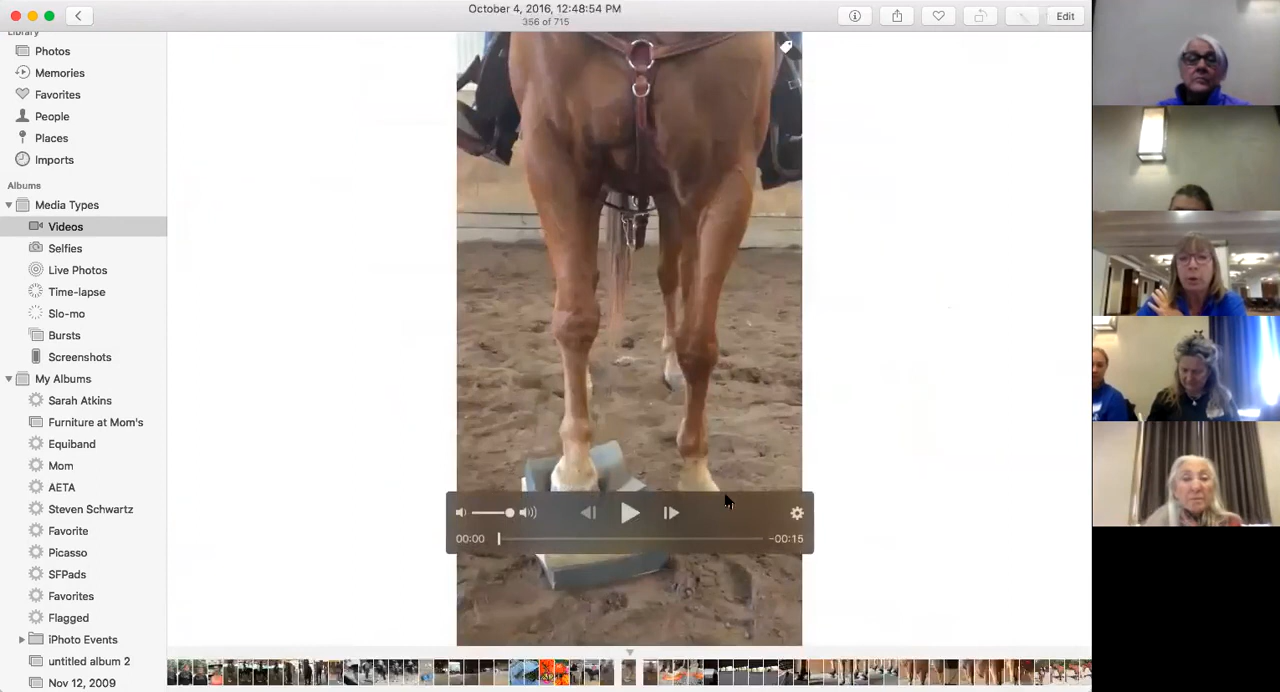 October 4, 2016, 12:48:54 PM
356 of 715
Edit
Library
Photos
Memories
Favorites
People
Places
Imports
Albums
Media Types
Videos
Selfies
Live Photos
Time-lapse
Slo-mo
Bursts
Screenshots
My Albums
Sarah Atkins
Furniture at Mom's
Equiband
Mom
AETA
Steven Schwartz
Favorite
Picasso
SFPads
Favorites
Flagged
iPhoto Events
untitled album 2
Nov 12, 2009
00:00
-00:15